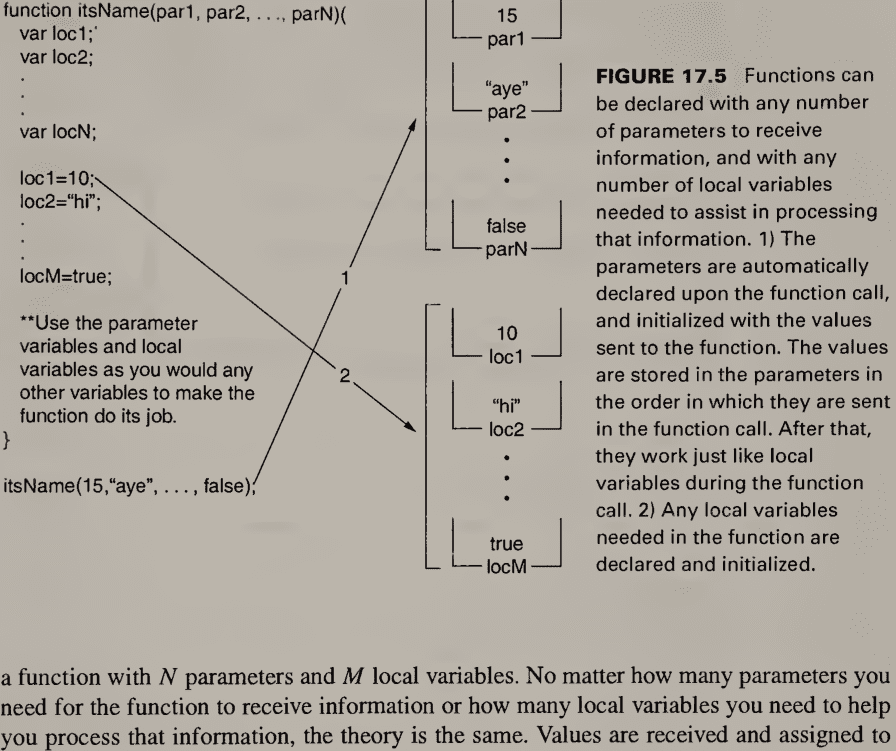 function itsName(par1, par2, ..., parN)(
var loc1;'
var loc2;
.
.
.
var locN;
loc1=10;
loc2="hi";
.
.
.
locM=true;
**Use the parameter
variables and local
variables as you would any
other variables to make the
function do its job.
}
itsName(15,"aye", ..., false);
1
2
15
par1
"aye"
par2
•
•
•
false
parN
10
loc1
"hi"
loc2
•
•
•
true
locM
FIGURE 17.5 Functions can
be declared with any number
of parameters to receive
information, and with any
number of local variables
needed to assist in processing
that information. 1) The
parameters are automatically
declared upon the function call,
and initialized with the values
sent to the function. The values
are stored in the parameters in
the order in which they are sent
in the function call. After that,
they work just like local
variables during the function
call. 2) Any local variables
needed in the function are
declared and initialized.
a function with N parameters and M local variables. No matter how many parameters you
need for the function to receive information or how many local variables you need to help
you process that information, the theory is the same. Values are received and assigned to